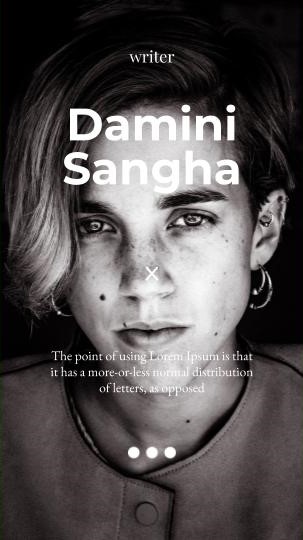 writer
Damini
Sangha
X
The point of using Lorem Ipsum is that
it has a more-or-less normal distribution
of letters, as opposed